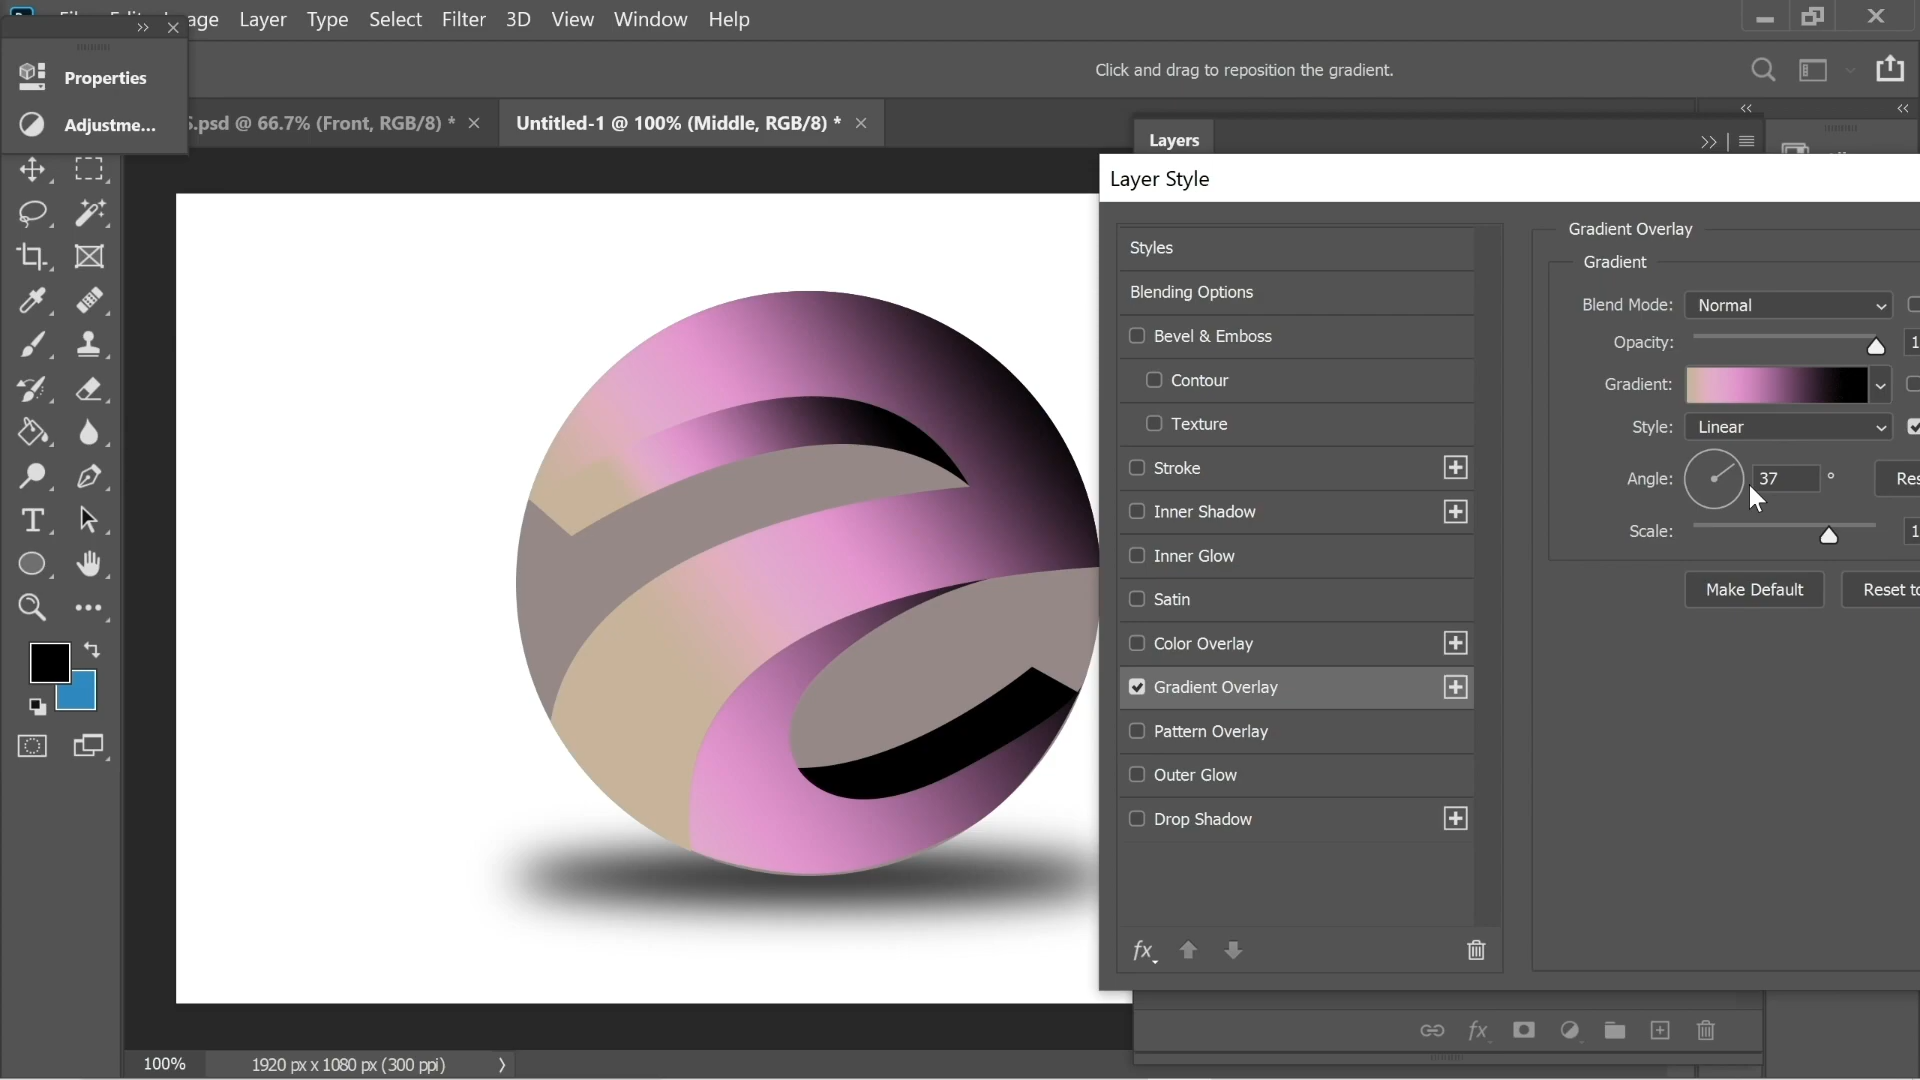 Layer Type Select Filter 3D View Window Help
Properties
Adjustme...
Click and drag to reposition the gradient.
.psd @ 66.7% (Front, RGB/8) * ×
Untitled-1 @ 100% (Middle, RGB/8) * ×
Layers
Layer Style
Styles
Blending Options
Bevel & Emboss
Contour
Texture
Stroke
Inner Shadow
Inner Glow
Satin
Color Overlay
Gradient Overlay
Pattern Overlay
Outer Glow
Drop Shadow
fx
Gradient Overlay
Gradient
Blend Mode: Normal
Opacity:
Gradient:
Style: Linear
Angle: 37 °
Scale:
Make Default
Reset to
fx
100%
1920 px x 1080 px (300 ppi)